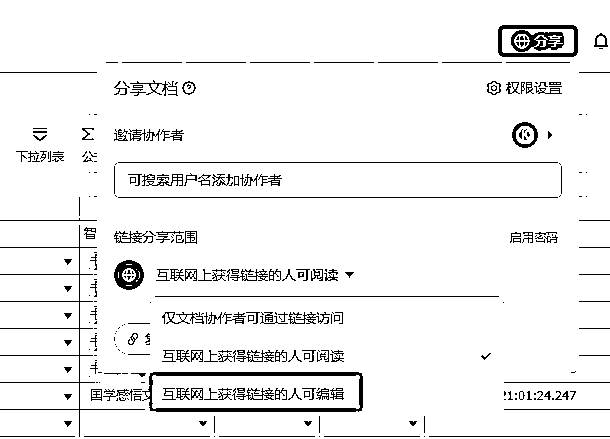 分享
分享文档
权限设置
邀请协作者
下拉列表
可搜索用户名添加协作者
链接分享范围
启用密码
智
互联网上获得链接的人可阅读
仅文档协作者可通过链接访问
互联网上获得链接的人可阅读
互联网上获得链接的人可编辑
国学感悟
21:01:24.247